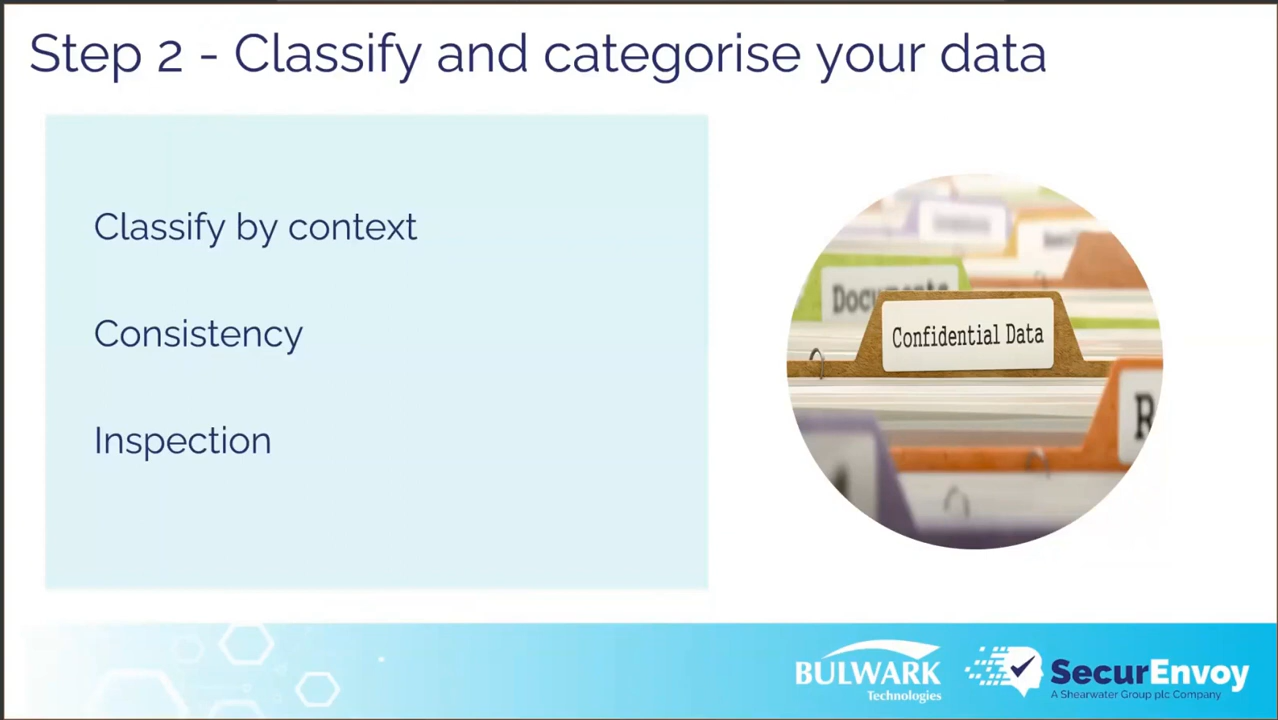 Step 2 - Classify and categorise your data
Classify by context
Consistency
Inspection
Documents
Confidential Data
R
BULWARK
Technologies
SecurEnvoy
A Shearwater Group plc Company